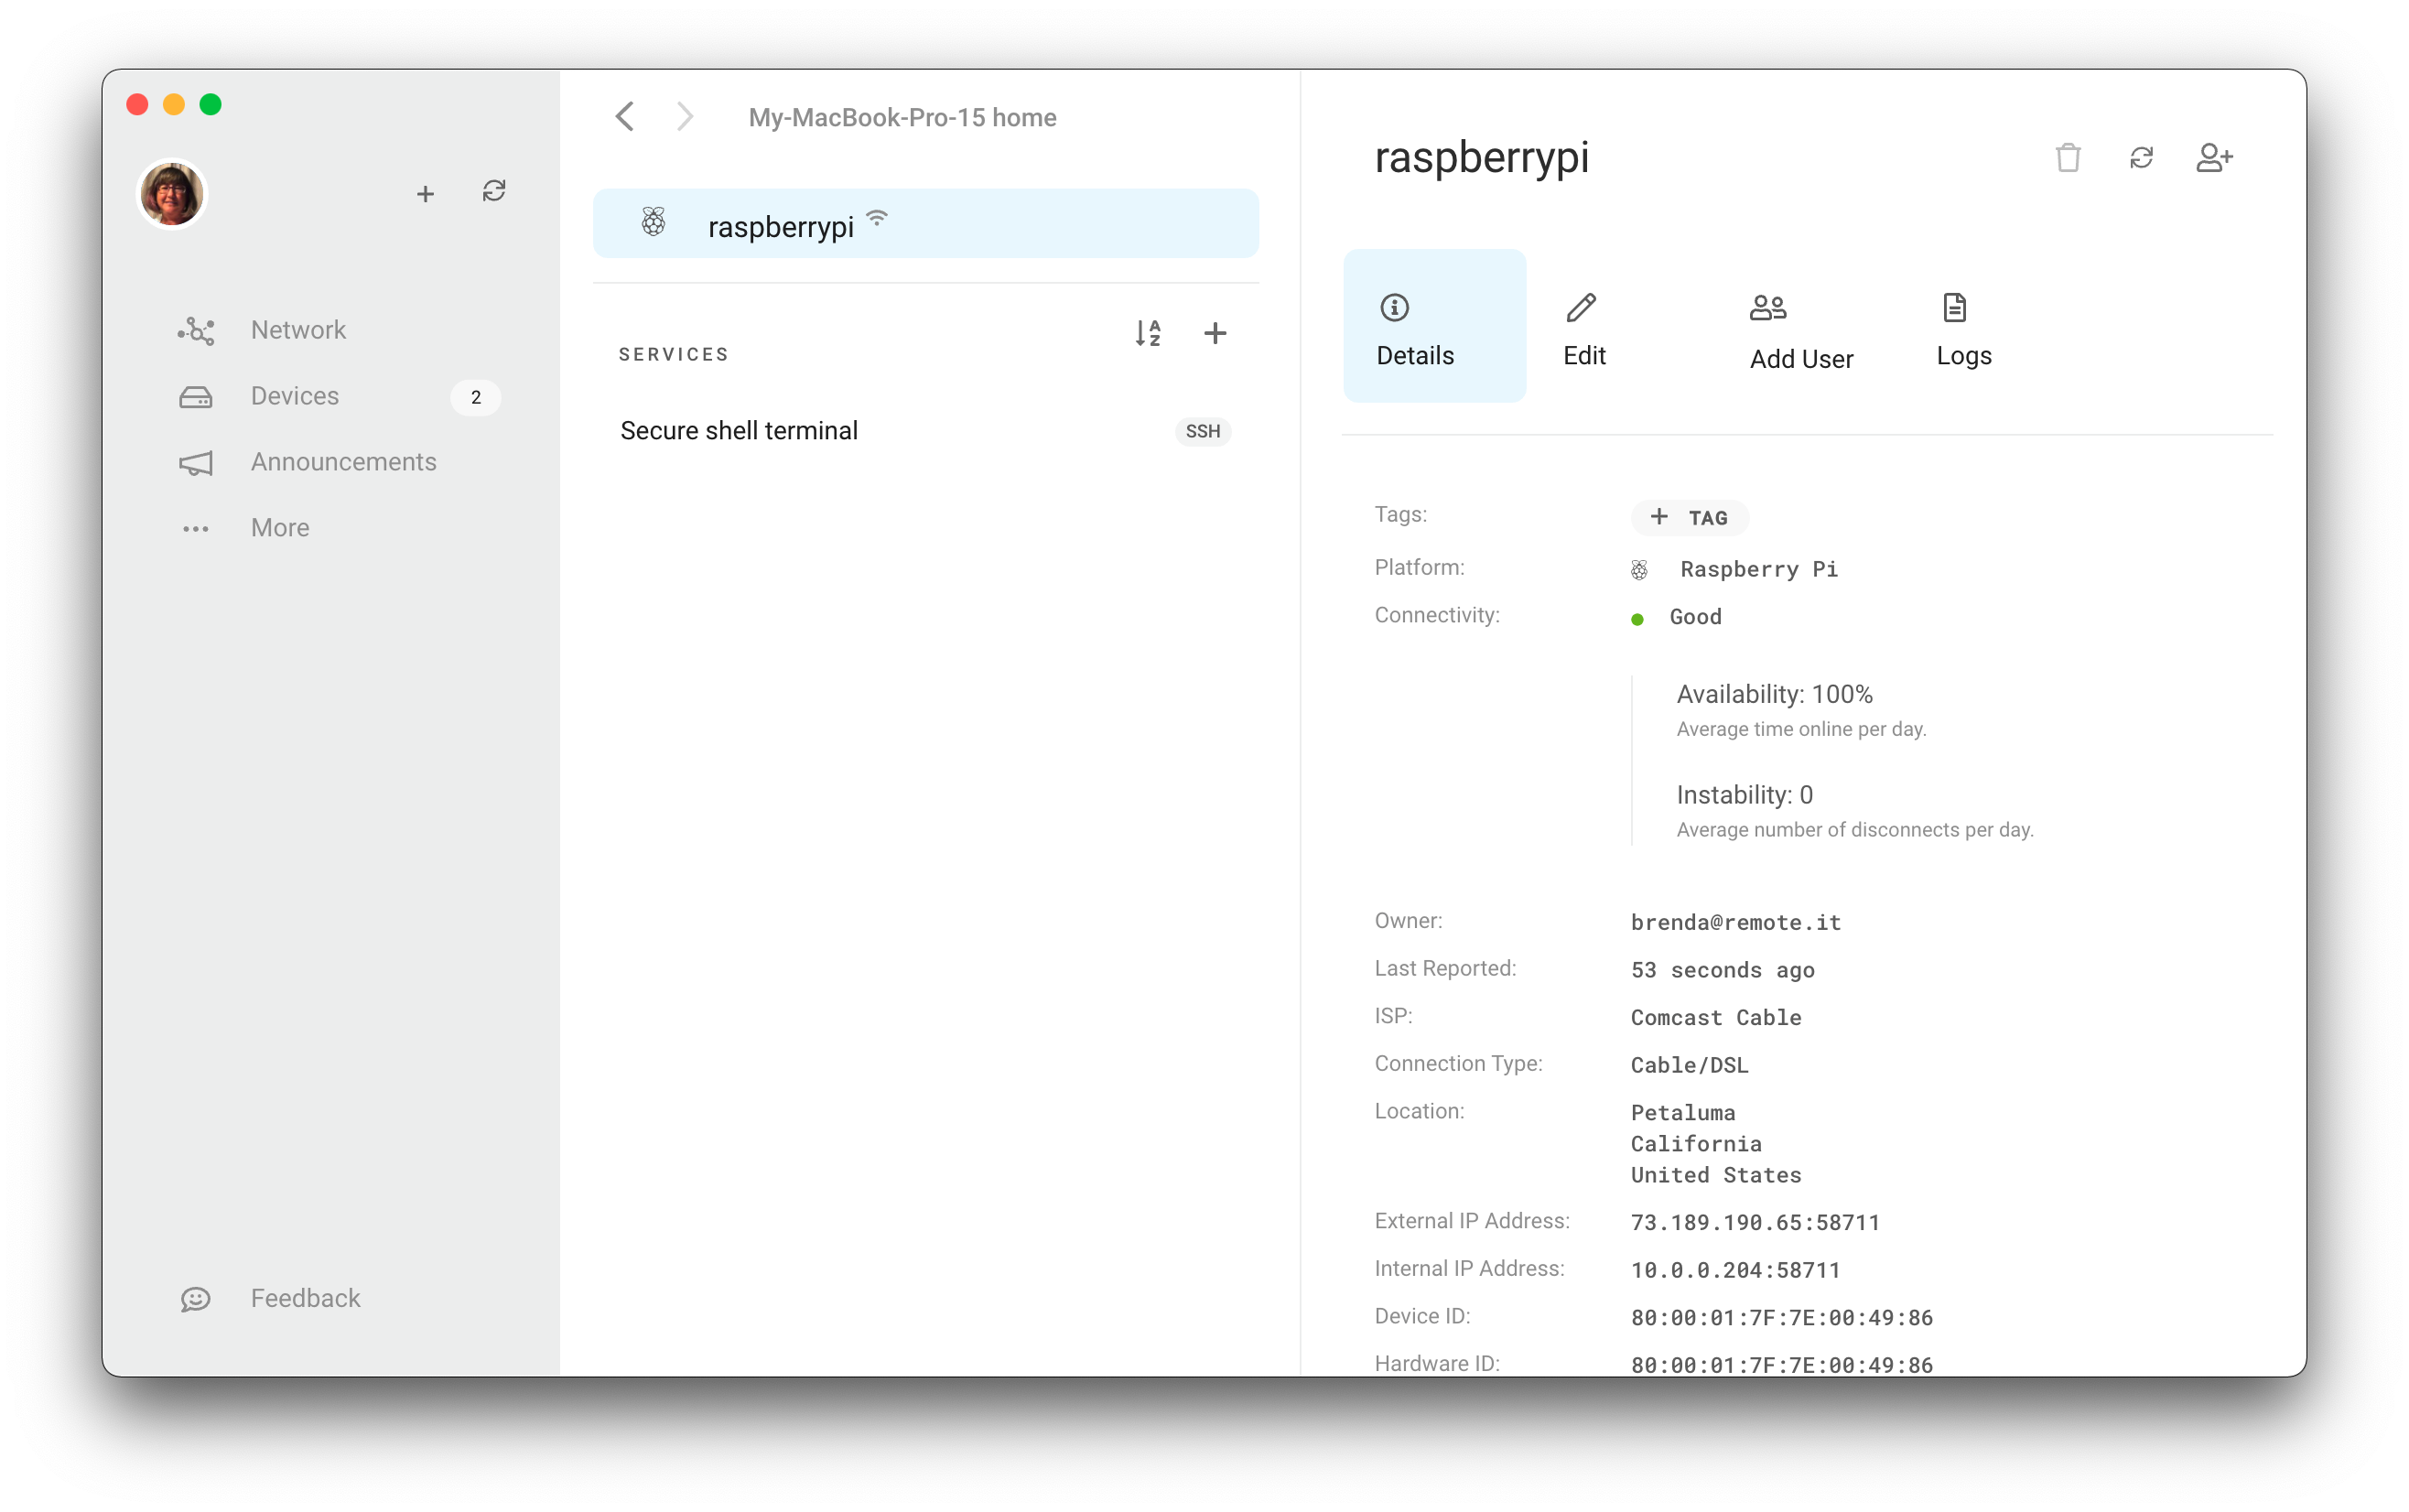 My-MacBook-Pro-15 home
Network
Devices 2
Announcements
More
Feedback
raspberrypi
SERVICES
A
Z
Secure shell terminal SSH
raspberrypi
Details
Edit
Add User
Logs
Tags: + TAG
Platform: Raspberry Pi
Connectivity: Good
Availability: 100%
Average time online per day.
Instability: 0
Average number of disconnects per day.
Owner: brenda@remote.it
Last Reported: 53 seconds ago
ISP: Comcast Cable
Connection Type: Cable/DSL
Location: Petaluma
California
United States
External IP Address: 73.189.190.65:58711
Internal IP Address: 10.0.0.204:58711
Device ID: 80:00:01:7F:7E:00:49:86
Hardware ID: 80:00:01:7F:7E:00:49:86